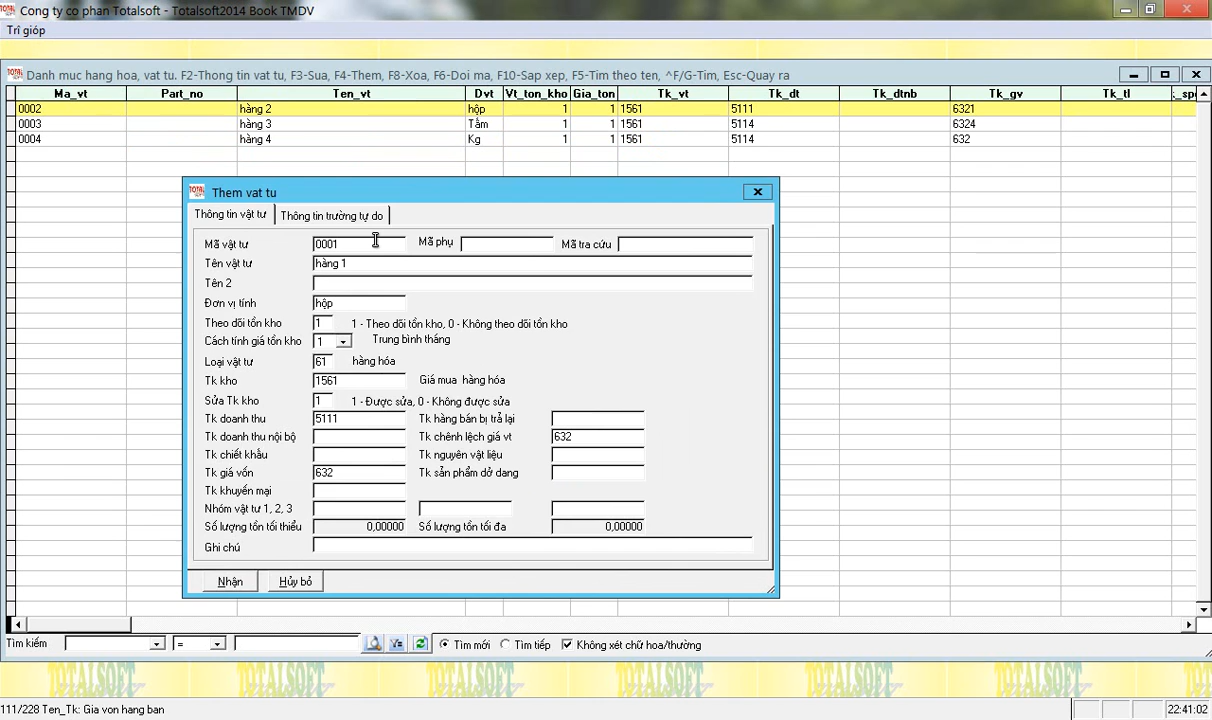 Công ty co phan Totalsoft - Totalsoft2014 Book TMDV
Trî gióp
TOTAL Danh muc hang hoa, vat tu. F2-Thong tin vat tu, F3-Sua, F4-Them, F8-Xoa, F6-Doi ma, F10-Sap xep, F5-Tim theo ten, ^F/G-Tim, Esc-Quay ra
Ma_vt Part_no Ten_vt Dvt Vt_ton_kho Gia_ton Tk_vt Tk_dt Tk_dtnb Tk_gv Tk_tl
0002 hàng 2 hộp 1 1 1561 5111 6321
0003 hàng 3 Tấm 1 1 1561 5114 6324
0004 hàng 4 Kg 1 1 1561 5114 632
TOTAL Them vat tu
Thông tin vật tư Thông tin trường tự do
Mã vật tư 0001 Mã phụ Mã tra cứu
Tên vật tư hàng 1
Tên 2
Đơn vị tính hộp
Theo dõi tồn kho 1 1 - Theo dõi tồn kho, 0 - Không theo dõi tồn kho
Cách tính giá tồn kho 1 Trung bình tháng
Loại vật tư 61 hàng hóa
Tk kho 1561 Giá mua hàng hóa
Sửa Tk kho 1 1 - Được sửa, 0 - Không được sửa
Tk doanh thu 5111 Tk hàng bán bị trả lại
Tk doanh thu nội bộ Tk chênh lệch giá vt 632
Tk chiết khấu Tk nguyên vật liệu
Tk giá vốn 632 Tk sản phẩm dở dang
Tk khuyến mại
Nhóm vật tư 1, 2, 3
Số lượng tồn tối thiểu 0,00000 Số lượng tồn tối đa 0,00000
Ghi chú
Nhận Hủy bỏ
Tìm kiếm = Tìm mới Tìm tiếp Không xét chữ hoa/thường
TOTALSOFT TOTALSOFT TOTALSOFT TOTALSOFT TOTALSOFT TOTALSOFT
111/228 Ten_Tk: Gia von hang ban 22:41:02